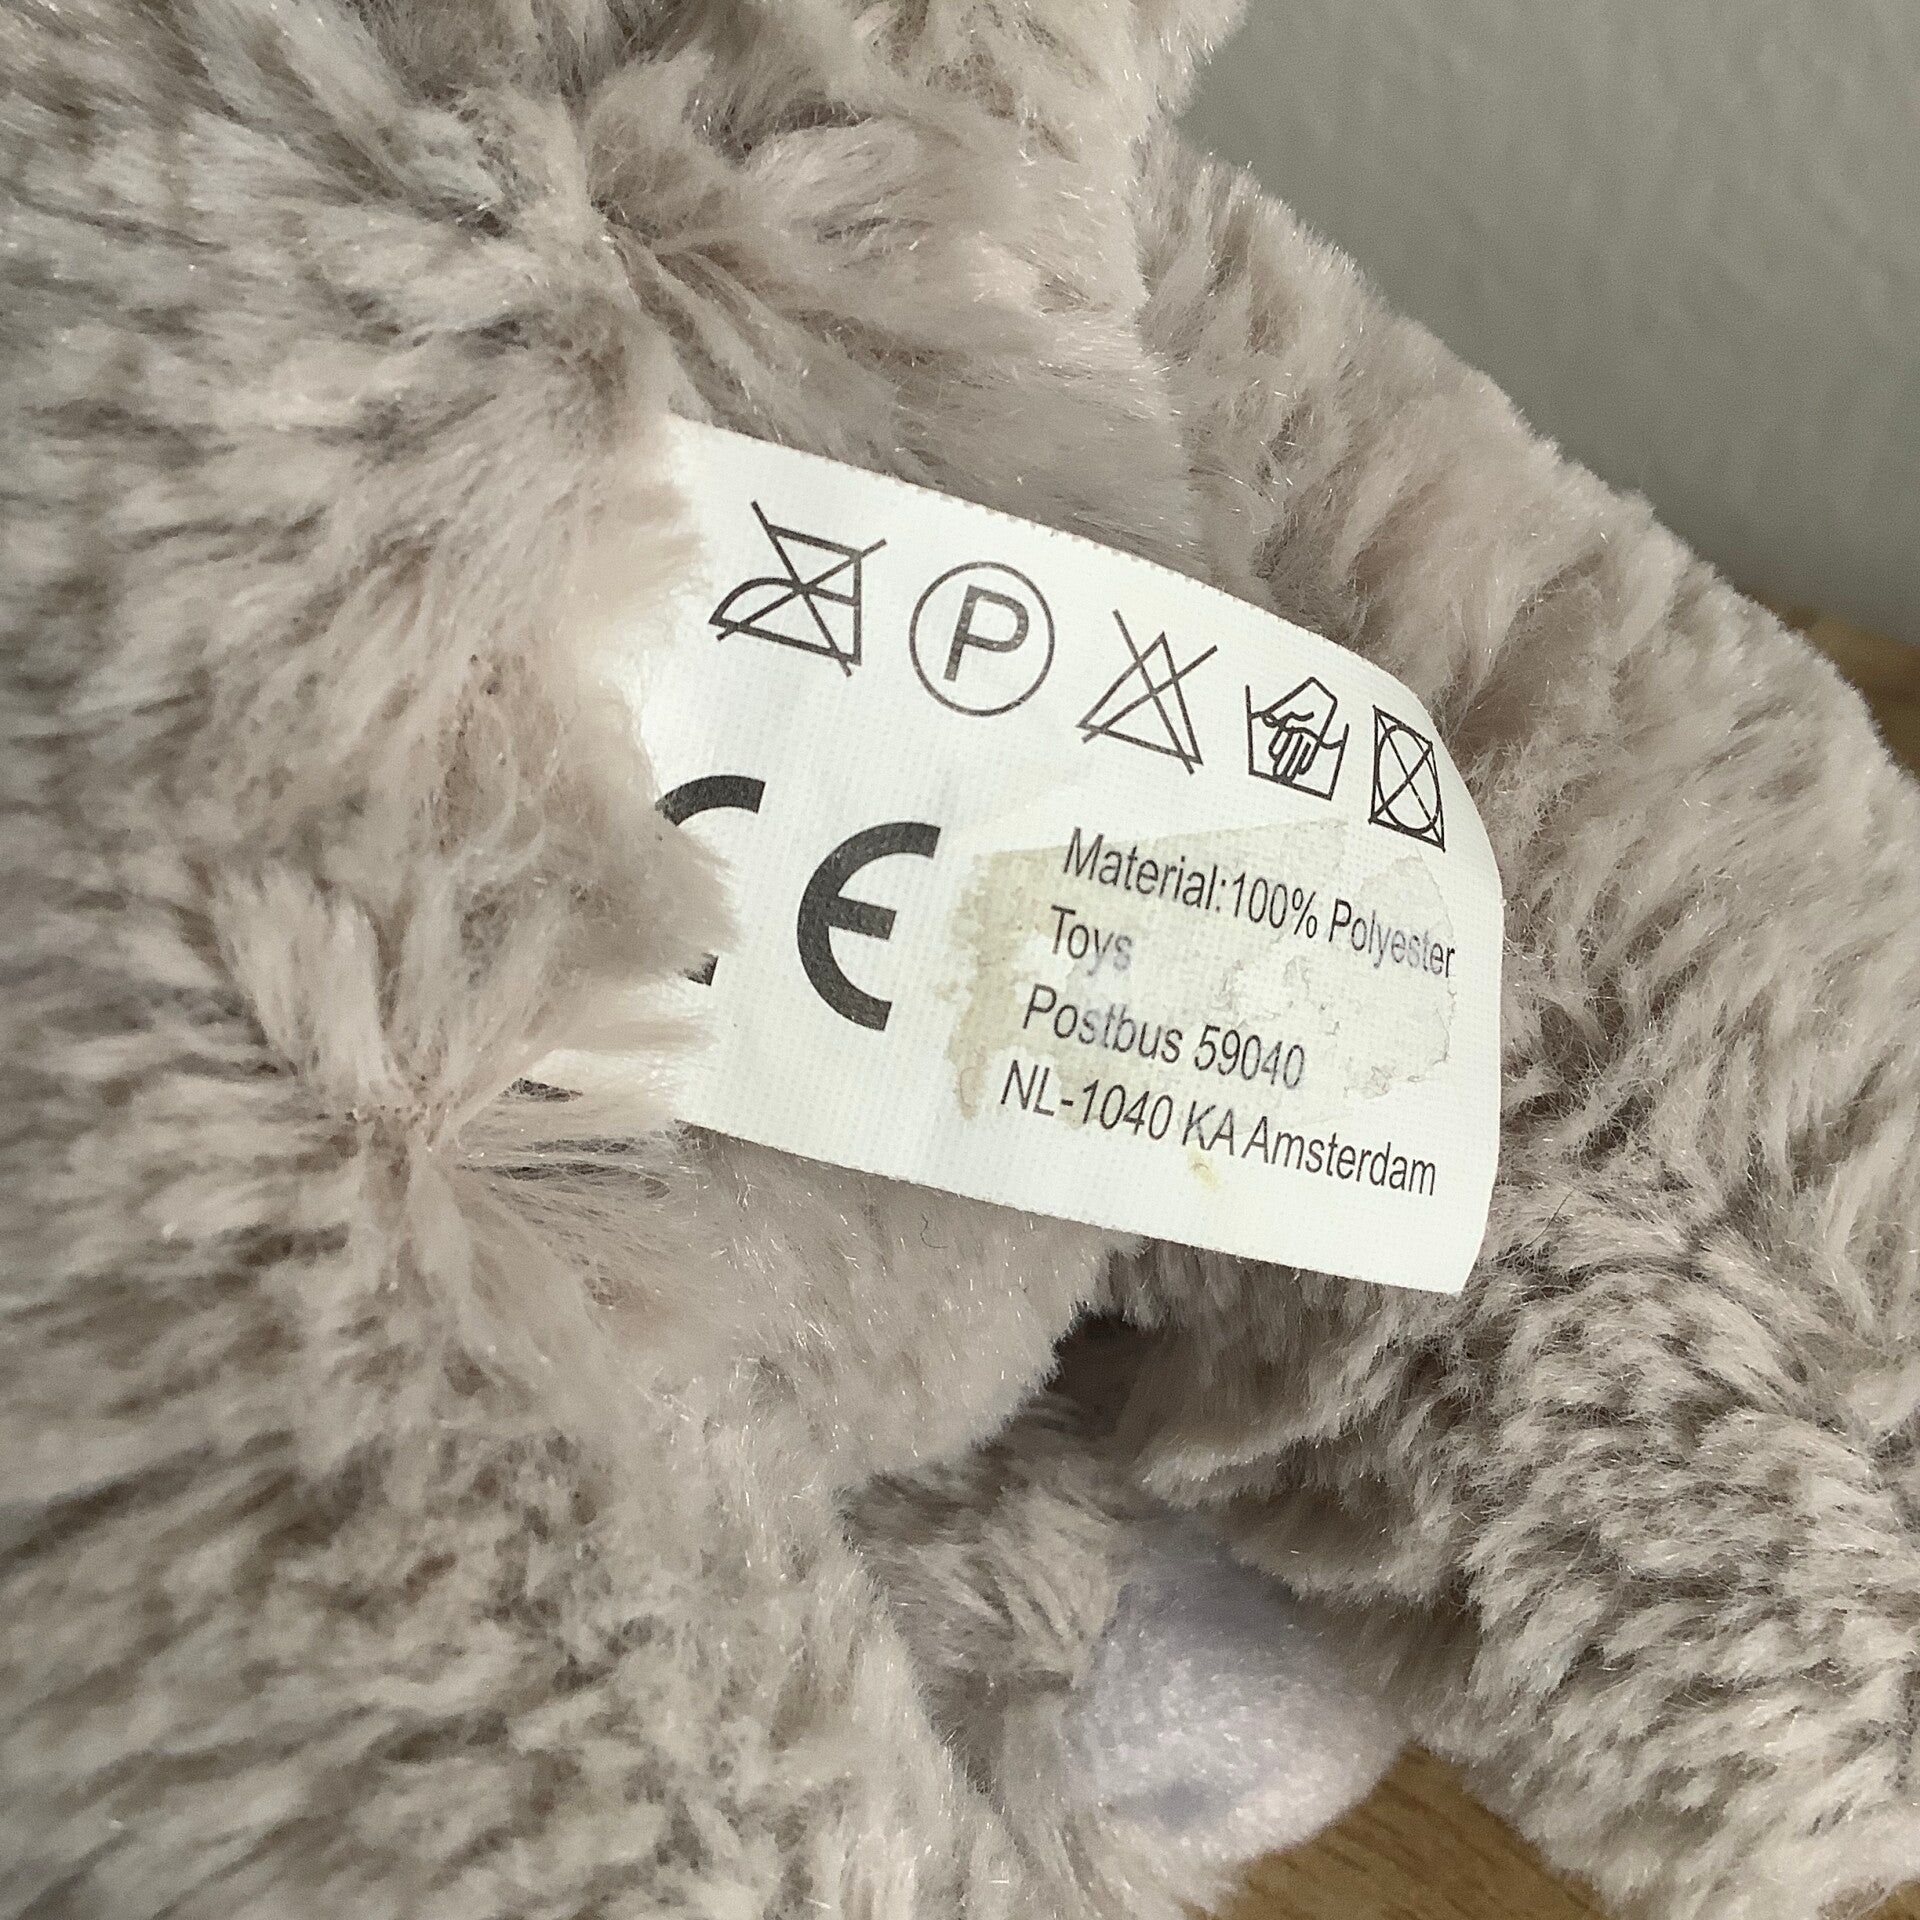 P
CE
Material:100% Polyester
Toys
Postbus 59040
NL-1040 KA Amsterdam